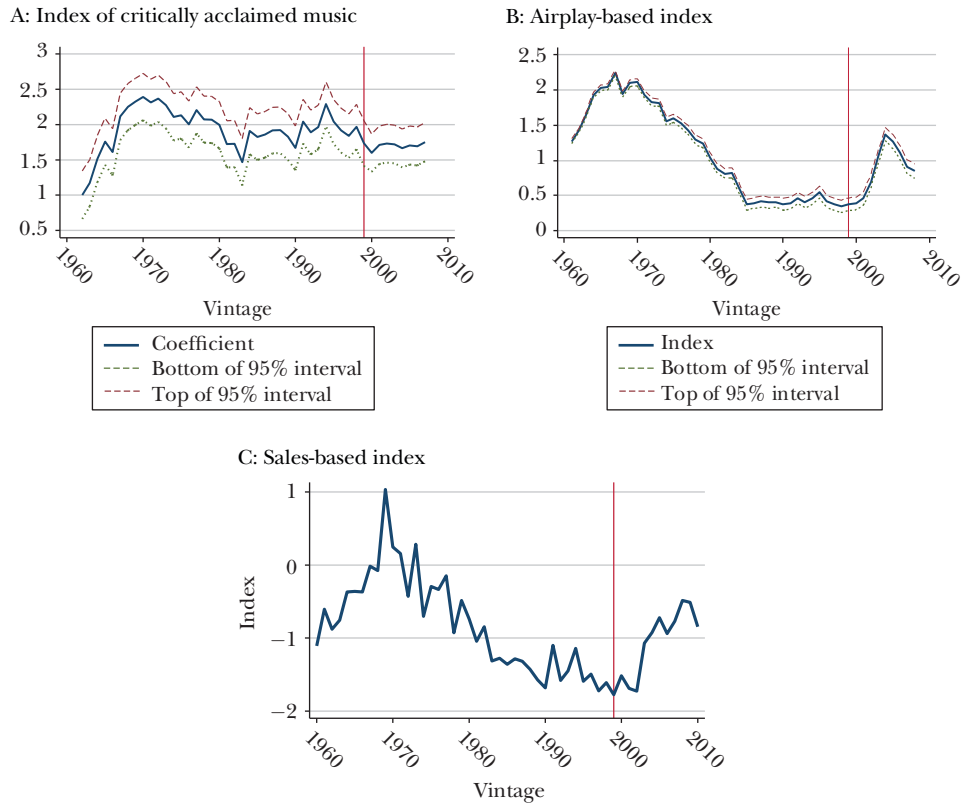 A: Index of critically acclaimed music
3
2.5
2
1.5
1
0.5
1960
1970
1980
1990
2000
2010
Vintage
Coefficient
Bottom of 95% interval
Top of 95% interval
B: Airplay-based index
2.5
2
1.5
1
0.5
0
1960
1970
1980
1990
2000
2010
Vintage
Index
Bottom of 95% interval
Top of 95% interval
C: Sales-based index
Index
1
0
−1
−2
1960
1970
1980
1990
2000
2010
Vintage